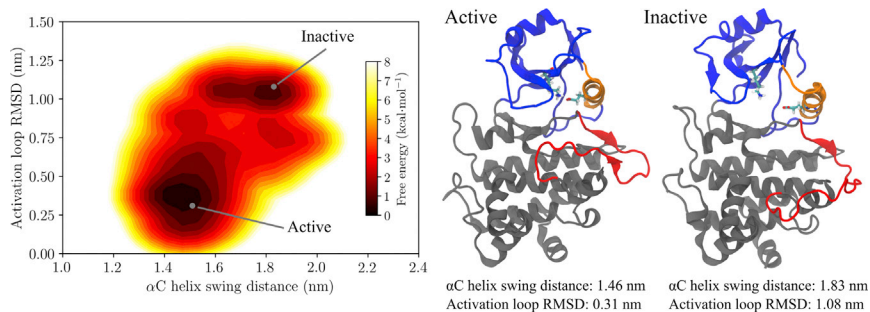 1.50
1.25
1.00
0.75
0.50
0.25
0.00
Activation loop RMSD (nm)
1.0
1.2
1.4
1.6
1.8
2.0
2.2
2.4
αC helix swing distance (nm)
Inactive
Active
8
7
6
5
4
3
2
1
0
Free energy (kcal·mol⁻¹)
Active
αC helix swing distance: 1.46 nm
Activation loop RMSD: 0.31 nm
Inactive
αC helix swing distance: 1.83 nm
Activation loop RMSD: 1.08 nm